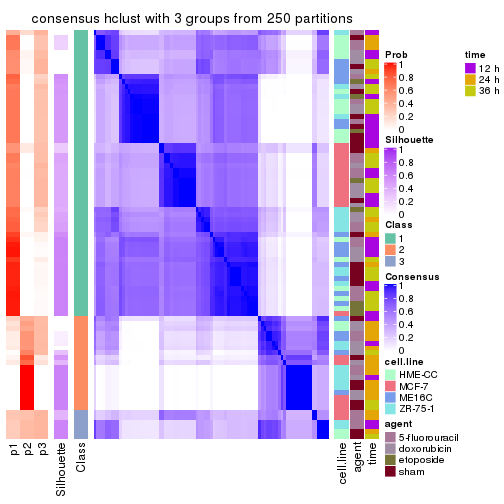 consensus hclust with 3 groups from 250 partitions
p1
p2
p3
Silhouette
Class
cell.line
agent
time
Prob
1
0.8
0.6
0.4
0.2
0
Silhouette
1
0.8
0.6
0.4
0.2
0
Class
1
2
3
Consensus
1
0.8
0.6
0.4
0.2
0
cell.line
HME-CC
MCF-7
ME16C
ZR-75-1
agent
5-fluorouracil
doxorubicin
etoposide
sham
time
12 h
24 h
36 h